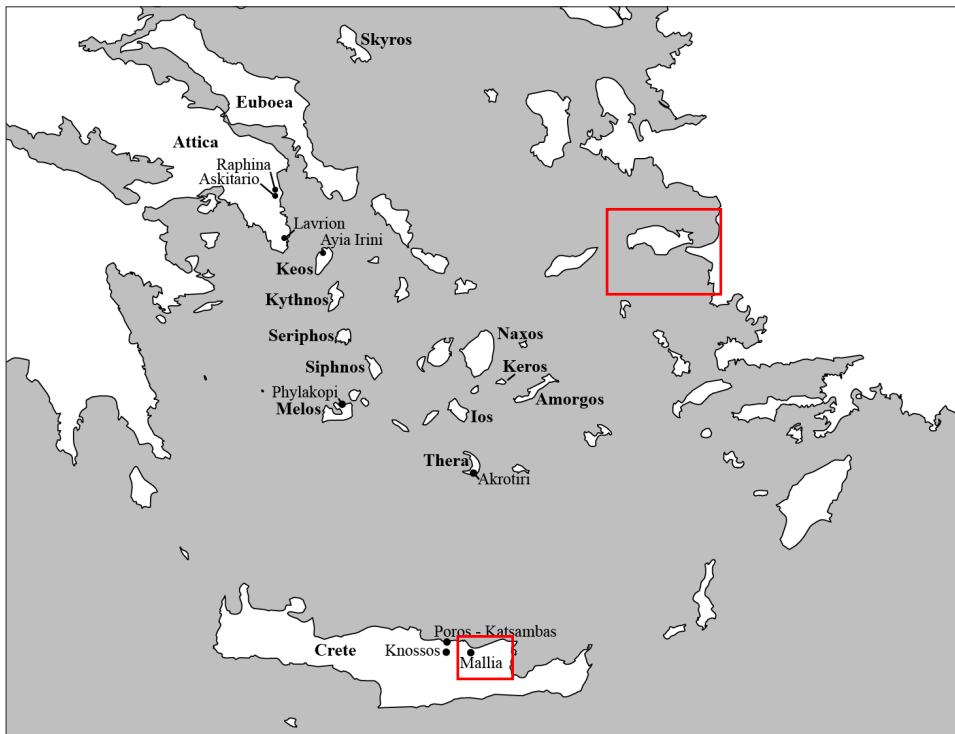 Skyros
Euboea
Attica
Raphina
Askitario
Lavrion
Ayia Irini
Keos
Kythnos
Seriphos
Naxos
Siphnos
Keros
Phylakopi
Amorgos
Melos
Ios
Thera
Akrotiri
Poros - Katsambas
Crete
Knossos
Mallia